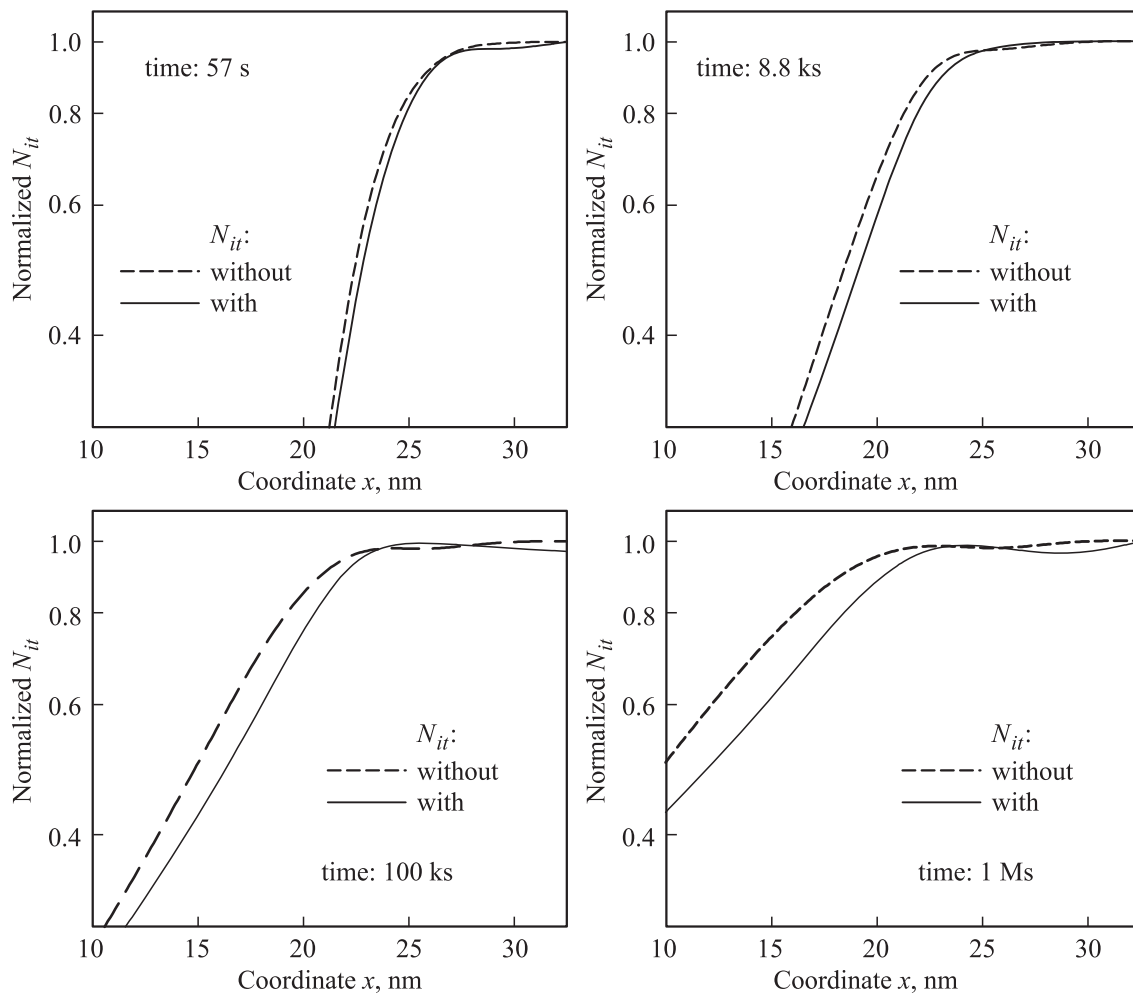 1.0
0.8
0.6
0.4
Normalized N_it
time: 57 s
N_it:
without
with
10 15 20 25 30
Coordinate x, nm
1.0
0.8
0.6
0.4
Normalized N_it
time: 8.8 ks
N_it:
without
with
10 15 20 25 30
Coordinate x, nm
1.0
0.8
0.6
0.4
Normalized N_it
N_it:
without
with
time: 100 ks
10 15 20 25 30
Coordinate x, nm
1.0
0.8
0.6
0.4
Normalized N_it
N_it:
without
with
time: 1 Ms
10 15 20 25 30
Coordinate x, nm